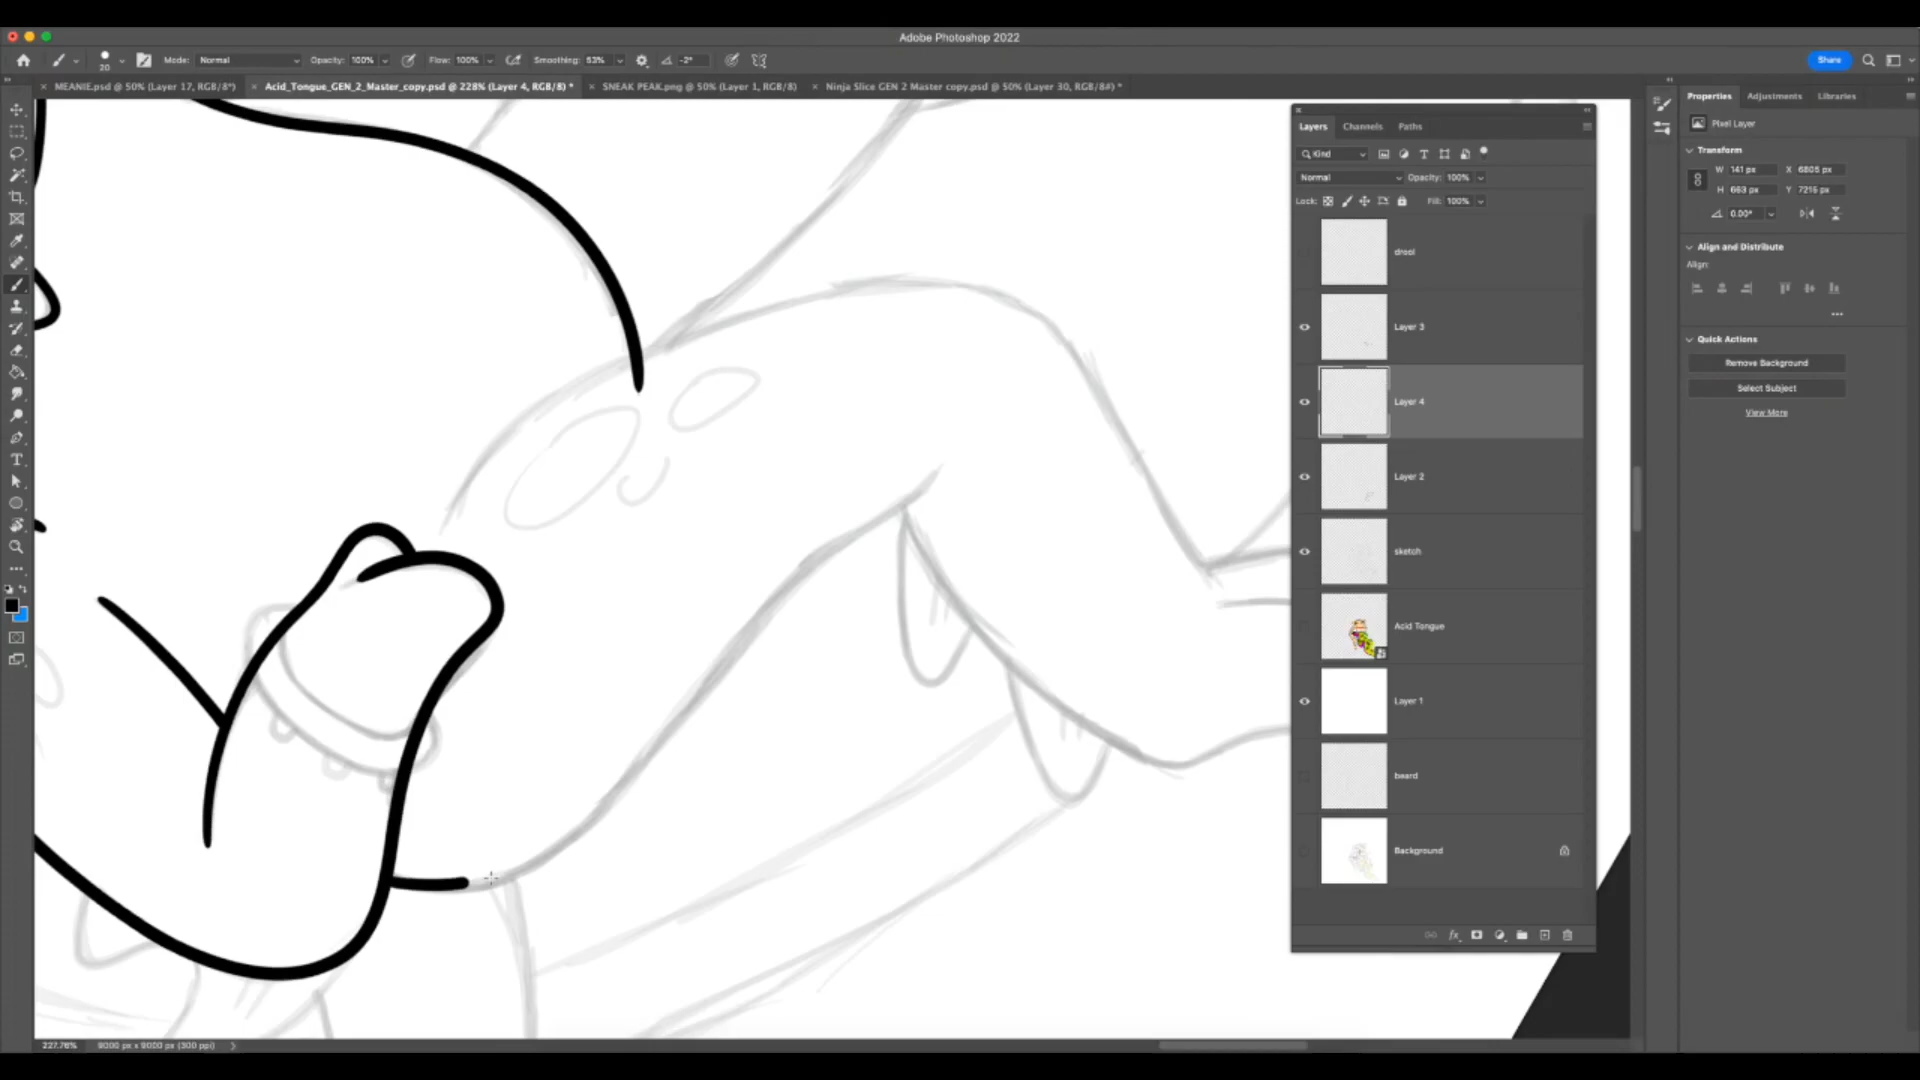 Adobe Photoshop 2022
20 Mode: Normal Opacity: 100% Flow: 100% Smoothing: 53% -2° Share
MEANIE.psd @ 50% (Layer 17, RGB/8*) Acid_Tongue_GEN_2_Master_copy.psd @ 228% (Layer 4, RGB/8) * SNEAK PEAK.png @ 50% (Layer 1, RGB/8) Ninja Slice GEN 2 Master copy.psd @ 50% (Layer 30, RGB/8#) *
Layers Channels Paths
Kind
Normal Opacity: 100%
Lock: Fill: 100%
drool
Layer 3
Layer 4
Layer 2
sketch
Acid Tongue
Layer 1
beard
Background
fx
Properties Adjustments Libraries
Pixel Layer
Transform
W 141 px X 6805 px
H 663 px Y 7215 px
0.00°
Align and Distribute
Align:
Quick Actions
Remove Background
Select Subject
View More
227.76% 9000 px x 9000 px (300 ppi)